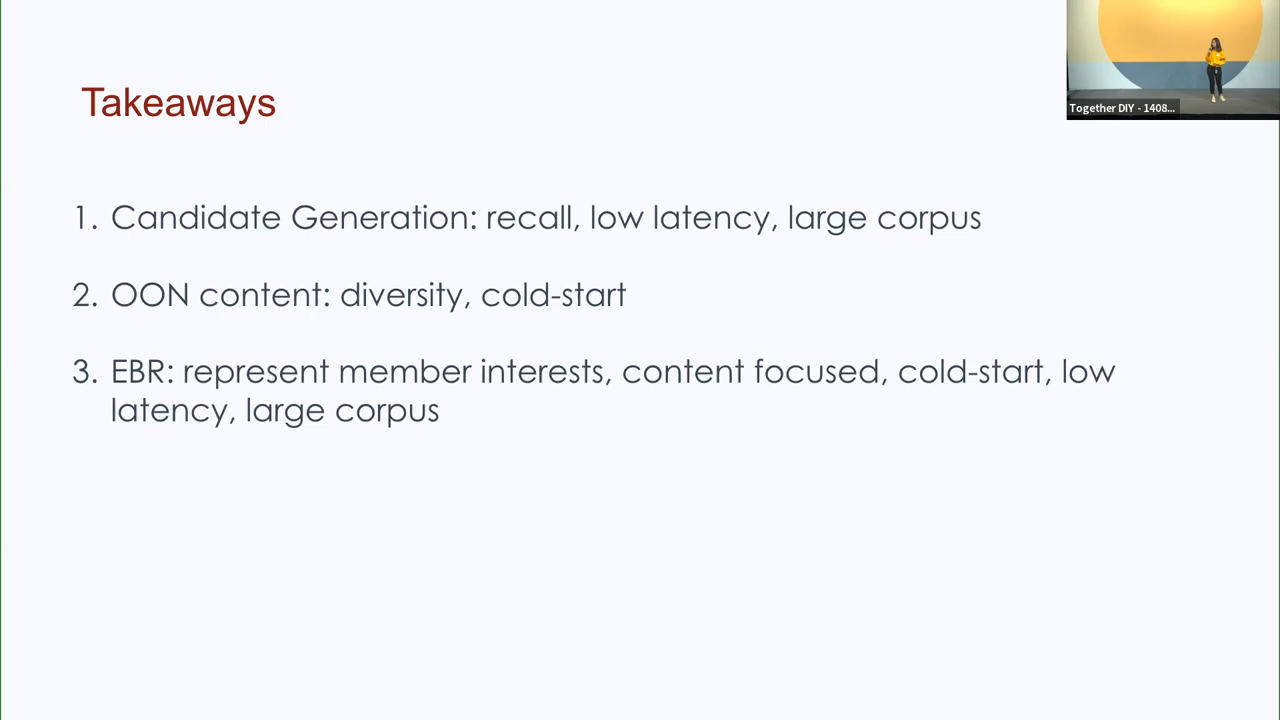 Takeaways
Together DIY - 1408...
1. Candidate Generation: recall, low latency, large corpus
2. OON content: diversity, cold-start
3. EBR: represent member interests, content focused, cold-start, low
latency, large corpus